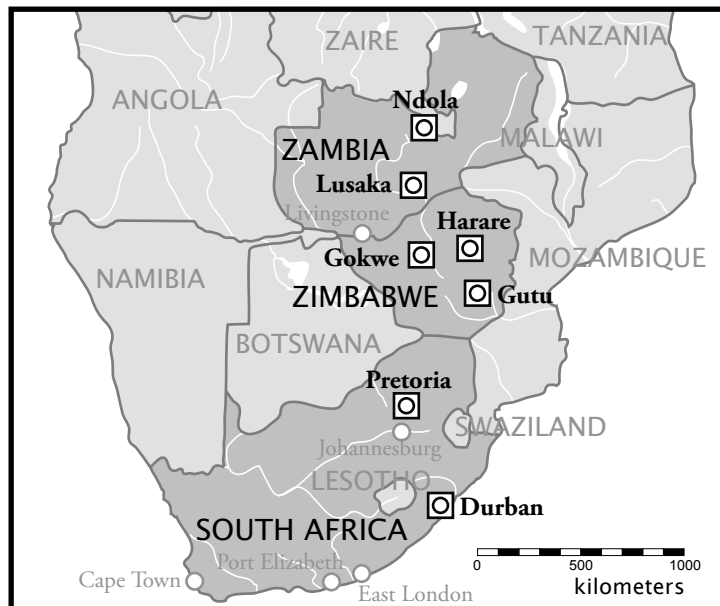 ZAIRE
TANZANIA
ANGOLA
Ndola
MALAWI
ZAMBIA
Lusaka
Livingstone
Harare
Gokwe
MOZAMBIQUE
NAMIBIA
ZIMBABWE
Gutu
BOTSWANA
Pretoria
SWAZILAND
Johannesburg
LESOTHO
Durban
SOUTH AFRICA
Port Elizabeth
Cape Town
East London
0 500 1000
kilometers